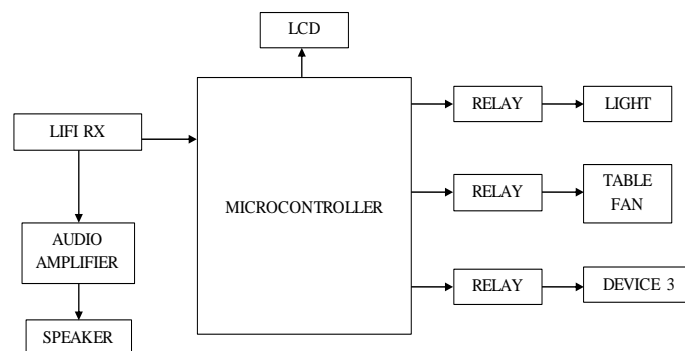 LCD
RELAY
LIGHT
LIFI RX
MICROCONTROLLER
RELAY
TABLE
FAN
AUDIO
AMPLIFIER
RELAY
DEVICE 3
SPEAKER